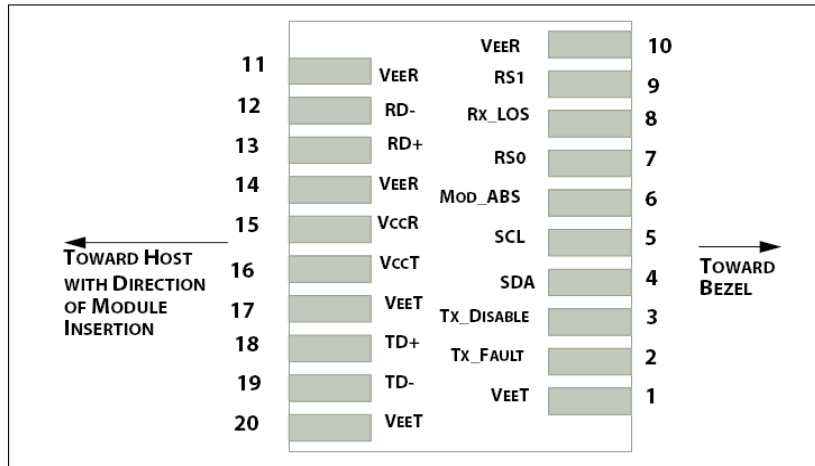 11 VEER
12 RD-
13 RD+
14 VEER
15 VCCR
16 VCCT
17 VEET
18 TD+
19 TD-
20 VEET
VEER 10
RS1 9
RX_LOS 8
RS0 7
MOD_ABS 6
SCL 5
SDA 4
TX_DISABLE 3
TX_FAULT 2
VEET 1
TOWARD HOST
WITH DIRECTION
OF MODULE
INSERTION
TOWARD
BEZEL